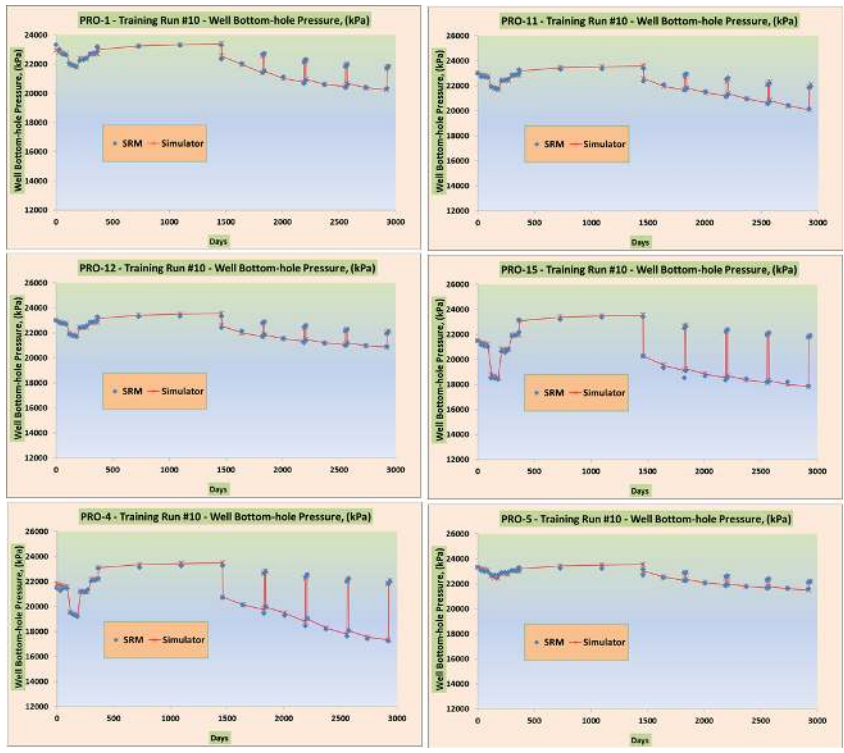 PRO-1 - Training Run #10 - Well Bottom-hole Pressure, (kPa)
Well Bottom-hole Pressure, (kPa)
24000
22000
20000
18000
16000
14000
12000
SRM Simulator
0 500 1000 1500 2000 2500 3000
Days
PRO-11 - Training Run #10 - Well Bottom-hole Pressure, (kPa)
Well Bottom-hole Pressure, (kPa)
26000
24000
22000
20000
18000
16000
14000
12000
SRM Simulator
0 500 1000 1500 2000 2500 3000
Days
PRO-12 - Training Run #10 - Well Bottom-hole Pressure, (kPa)
Well Bottom-hole Pressure, (kPa)
26000
24000
22000
20000
18000
16000
14000
12000
SRM Simulator
0 500 1000 1500 2000 2500 3000
Days
PRO-15 - Training Run #10 - Well Bottom-hole Pressure, (kPa)
Well Bottom-hole Pressure, (kPa)
26000
24000
22000
20000
18000
16000
14000
12000
SRM Simulator
0 500 1000 1500 2000 2500 3000
Days
PRO-4 - Training Run #10 - Well Bottom-hole Pressure, (kPa)
Well Bottom-hole Pressure, (kPa)
26000
24000
22000
20000
18000
16000
14000
12000
SRM Simulator
0 500 1000 1500 2000 2500 3000
Days
PRO-5 - Training Run #10 - Well Bottom-hole Pressure, (kPa)
Well Bottom-hole Pressure, (kPa)
26000
24000
22000
20000
18000
16000
14000
12000
SRM Simulator
0 500 1000 1500 2000 2500 3000
Days